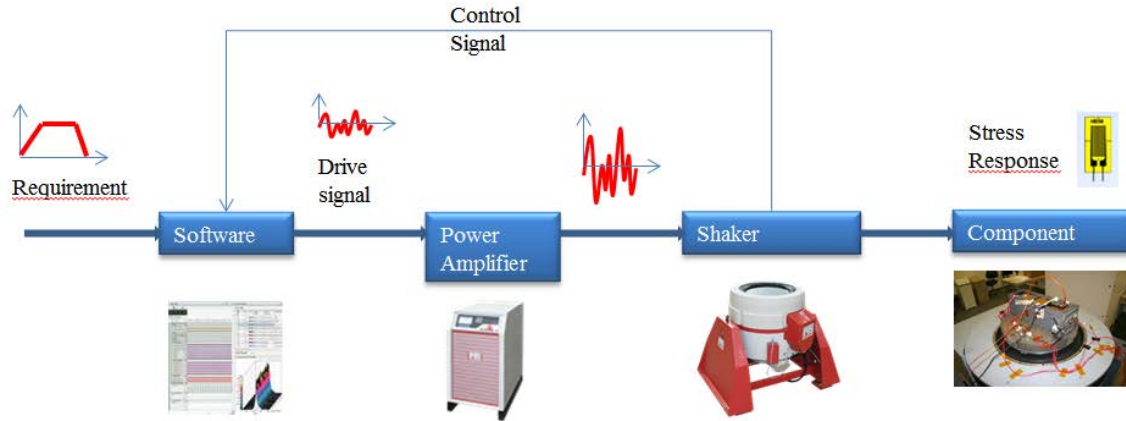 Control
Signal
Requirement
Drive
signal
Stress
Response
Software
Power
Amplifier
Shaker
Component